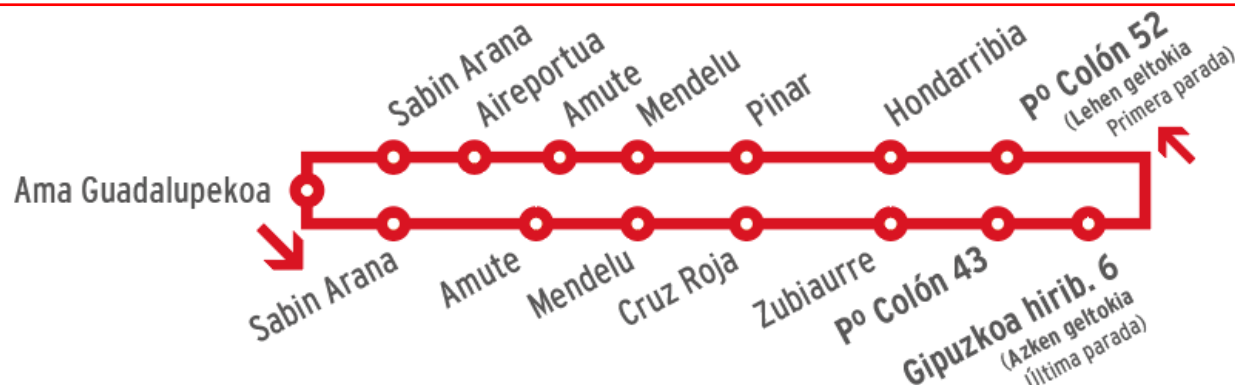 Sabin Arana
Aireportua
Amute
Mendelu
Pinar
Hondarribia
Pº Colón 52
(Lehen geltokia
Primera parada)
Ama Guadalupekoa
Sabin Arana
Amute
Mendelu
Cruz Roja
Zubiaurre
Pº Colón 43
Gipuzkoa hirib. 6
(Azken geltokia
Última parada)